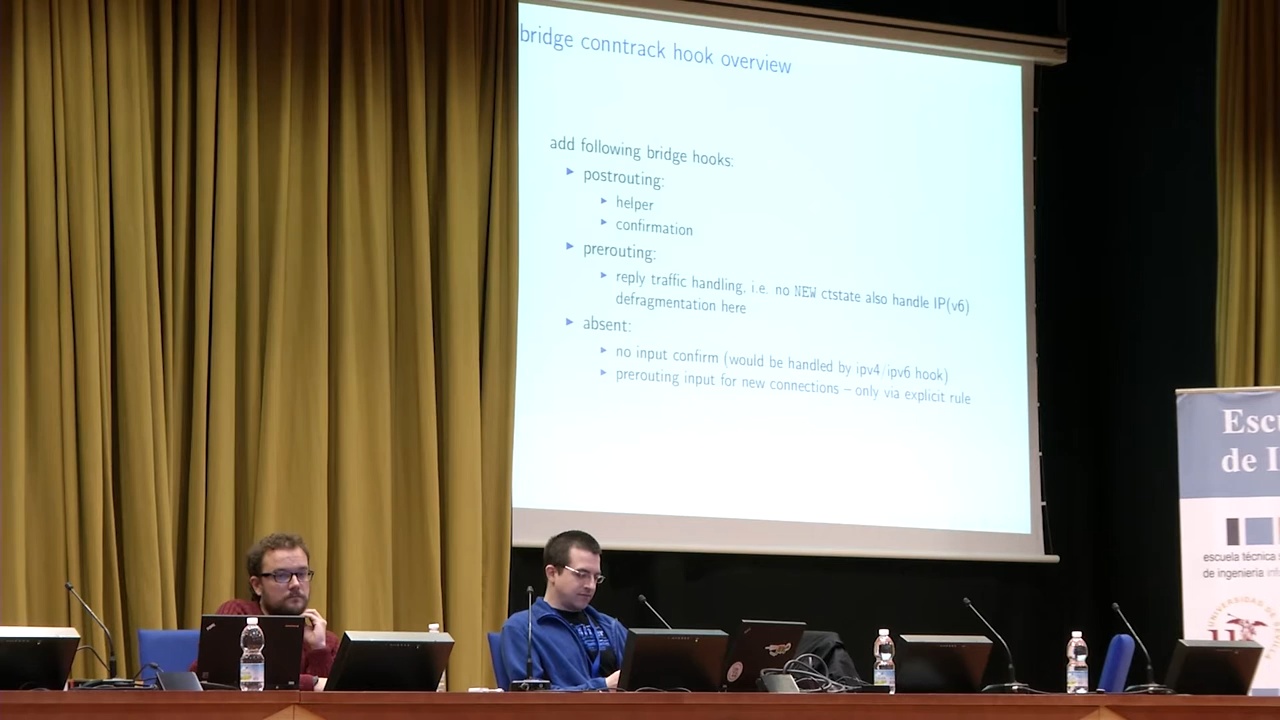 bridge conntrack hook overview
add following bridge hooks:
postrouting:
helper
confirmation
prerouting:
reply traffic handling, i.e. no NEW ctstate also handle IP(v6)
defragmentation here
absent:
no input confirm (would be handled by ipv4/ipv6 hook)
prerouting input for new connections – only via explicit rule
Escu
de I
escuela técnica
de ingeniería inf